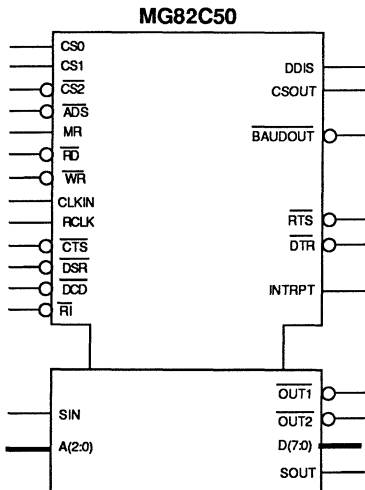 MG82C50
CS0
CS1
CS2
ADS
MR
RD
WR
CLKIN
RCLK
CTS
DSR
DCD
RI
DDIS
CSOUT
BAUDOUT
RTS
DTR
INTRPT
SIN
A(2:0)
OUT1
OUT2
D(7:0)
SOUT